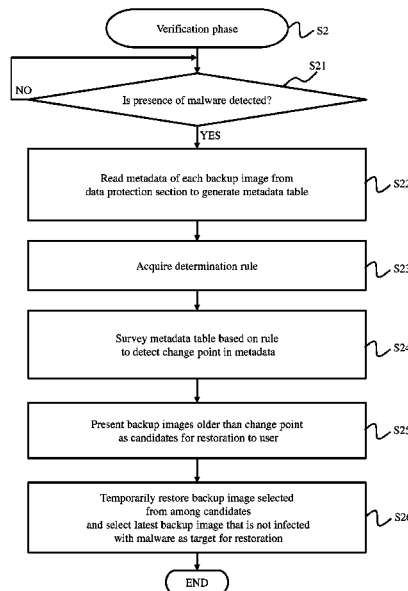 Verification phase
S2
S21
Is presence of malware detected?
NO
YES
Read metadata of each backup image from
data protection section to generate metadata table
S22
Acquire determination rule
S23
Survey metadata table based on rule
to detect change point in metadata
S24
Present backup images older than change point
as candidates for restoration to user
S25
Temporarily restore backup image selected
from among candidates
and select latest backup image that is not infected
with malware as target for restoration
S26
END